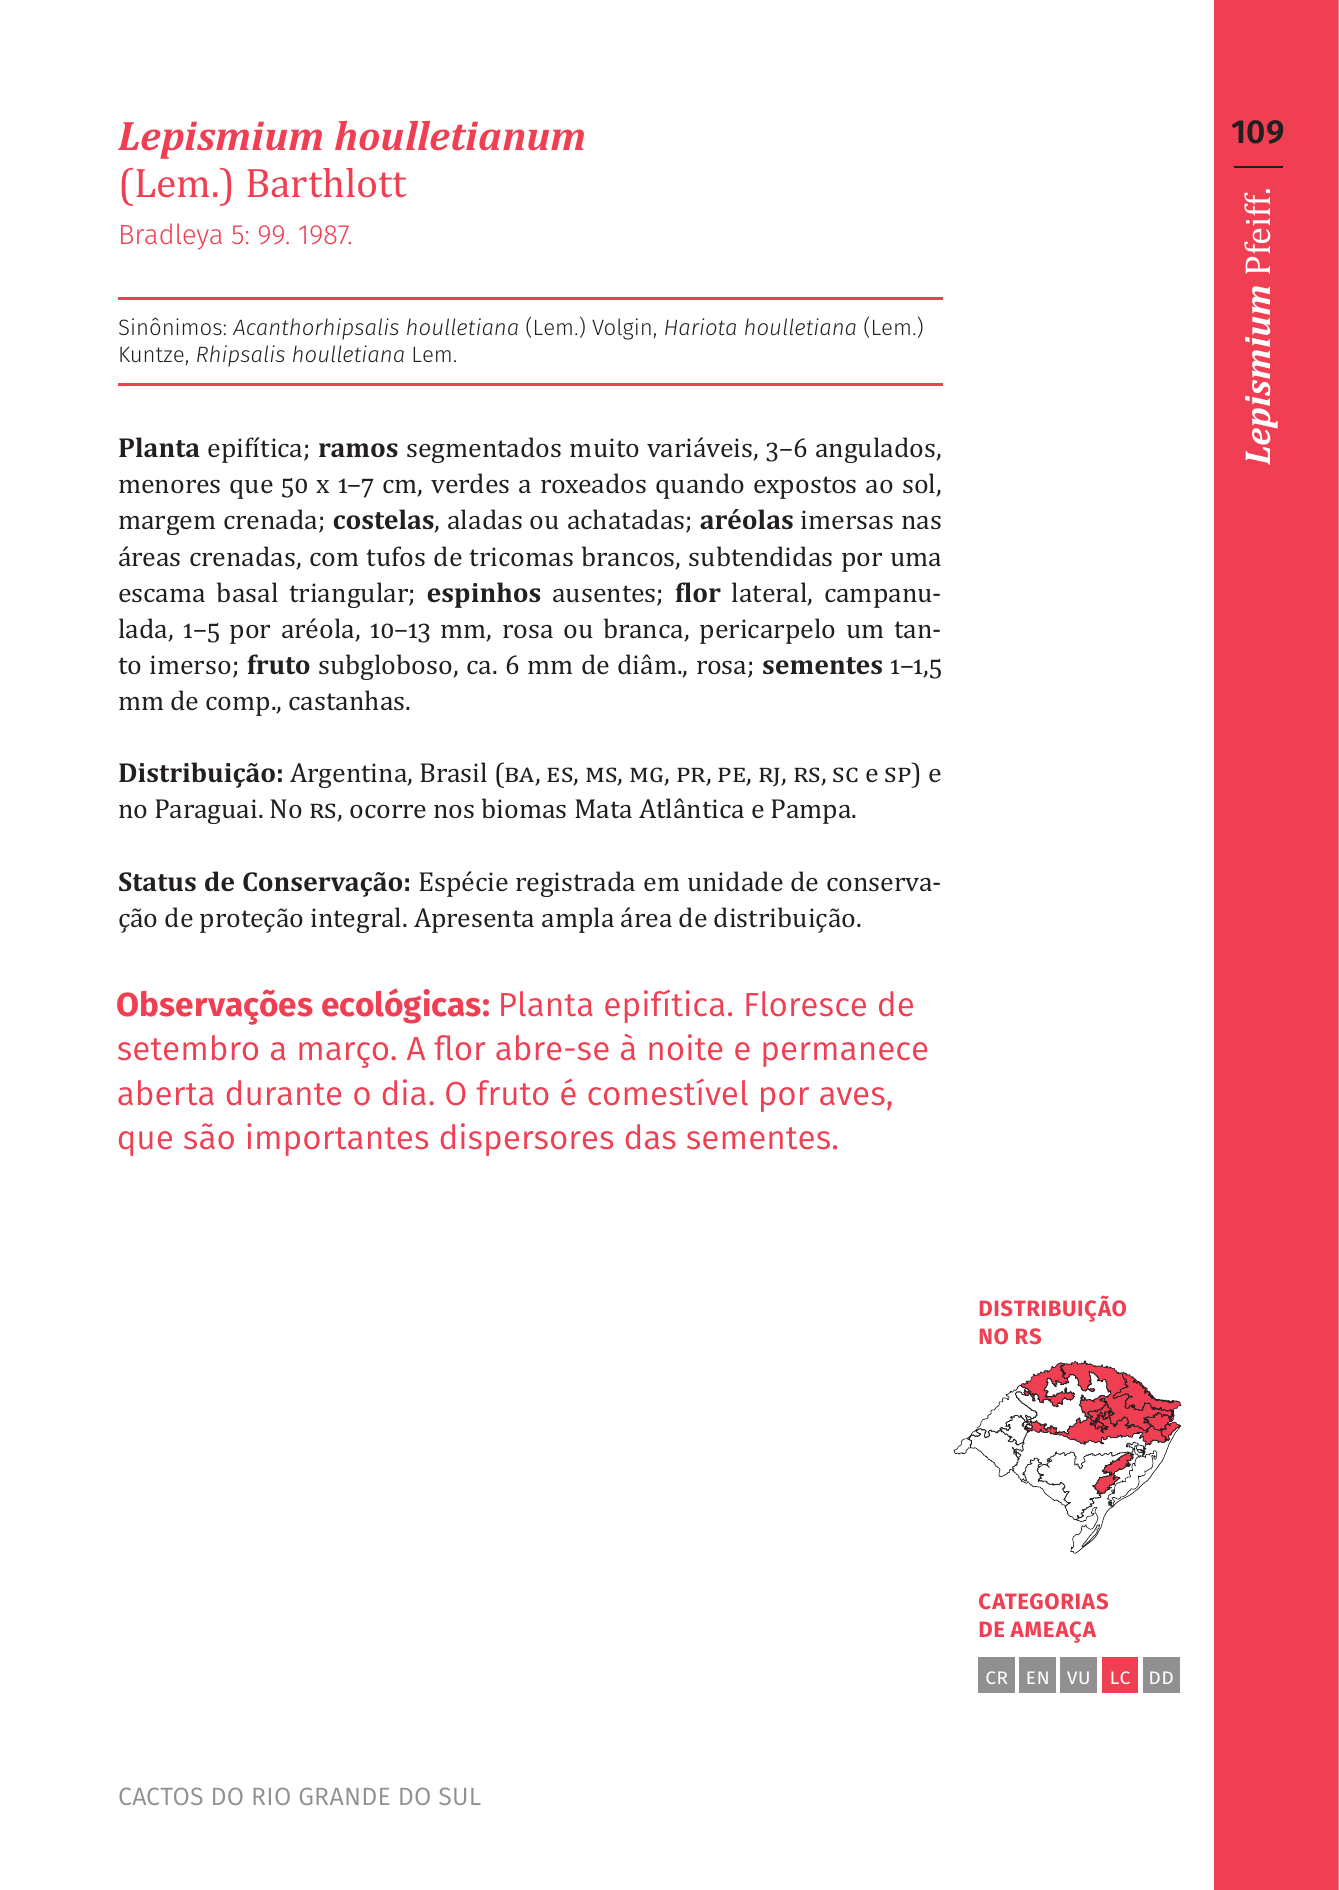 Lepismium houlletianum
(Lem.) Barthlott
Bradleya 5: 99. 1987.
Sinônimos: Acanthorhipsalis houlletiana (Lem.) Volgin, Hariota houlletiana (Lem.)
Kuntze, Rhipsalis houlletiana Lem.
Planta epifítica; ramos segmentados muito variáveis, 3–6 angulados,
menores que 50 x 1–7 cm, verdes a roxeados quando expostos ao sol,
margem crenada; costelas, aladas ou achatadas; aréolas imersas nas
áreas crenadas, com tufos de tricomas brancos, subtendidas por uma
escama basal triangular; espinhos ausentes; flor lateral, campanu-
lada, 1–5 por aréola, 10–13 mm, rosa ou branca, pericarpelo um tan-
to imerso; fruto subgloboso, ca. 6 mm de diâm., rosa; sementes 1–1,5
mm de comp., castanhas.
Distribuição: Argentina, Brasil (BA, ES, MS, MG, PR, PE, RJ, RS, SC e SP) e
no Paraguai. No RS, ocorre nos biomas Mata Atlântica e Pampa.
Status de Conservação: Espécie registrada em unidade de conserva-
ção de proteção integral. Apresenta ampla área de distribuição.
Observações ecológicas: Planta epifítica. Floresce de
setembro a março. A flor abre-se à noite e permanece
aberta durante o dia. O fruto é comestível por aves,
que são importantes dispersores das sementes.
DISTRIBUIÇÃO
NO RS
CATEGORIAS
DE AMEAÇA
CR EN VU LC DD
CACTOS DO RIO GRANDE DO SUL
109
Lepismium Pfeiff.